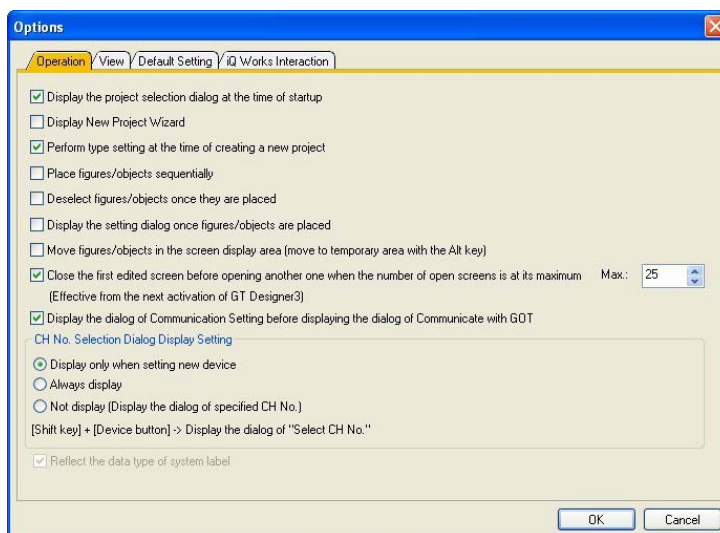 Options
Operation View Default Setting iQ Works Interaction
Display the project selection dialog at the time of startup
Display New Project Wizard
Perform type setting at the time of creating a new project
Place figures/objects sequentially
Deselect figures/objects once they are placed
Display the setting dialog once figures/objects are placed
Move figures/objects in the screen display area (move to temporary area with the Alt key)
Close the first edited screen before opening another one when the number of open screens is at its maximum Max.: 25
(Effective from the next activation of GT Designer3)
Display the dialog of Communication Setting before displaying the dialog of Communicate with GOT
CH No. Selection Dialog Display Setting
Display only when setting new device
Always display
Not display (Display the dialog of specified CH No.)
[Shift key] + [Device button] -> Display the dialog of "Select CH No."
Reflect the data type of system label
OK Cancel